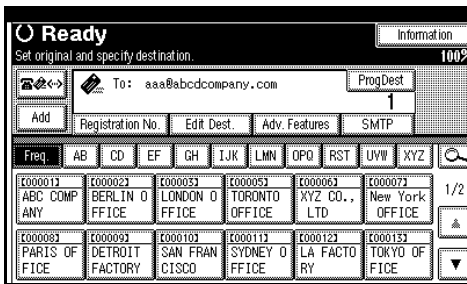 Ready
Information
Set original and specify destination.
100%
To: aaa@abcdcompany.com
ProgDest
1
Add
Registration No.
Edit Dest.
Adv. Features
SMTP
Freq.
AB
CD
EF
GH
IJK
LMN
OPQ
RST
UVW
XYZ
[00001]
[00002]
[00003]
[00005]
[00006]
[00007]
ABC COMP
BERLIN O
LONDON O
TORONTO
XYZ CO.,
New York
1/2
ANY
FFICE
FFICE
OFFICE
LTD
OFFICE
[00008]
[00009]
[00010]
[00011]
[00012]
[00013]
PARIS OF
DETROIT
SAN FRAN
SYDNEY O
LA FACTO
TOKYO OF
FICE
FACTORY
CISCO
FFICE
RY
FICE